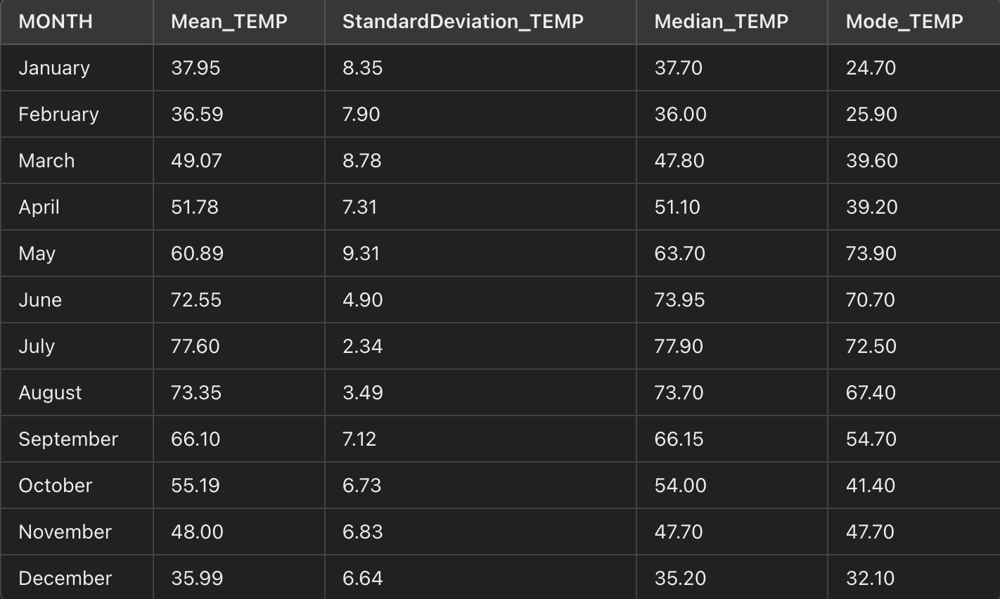 MONTH Mean_TEMP StandardDeviation_TEMP Median_TEMP Mode_TEMP
January 37.95 8.35 37.70 24.70
February 36.59 7.90 36.00 25.90
March 49.07 8.78 47.80 39.60
April 51.78 7.31 51.10 39.20
May 60.89 9.31 63.70 73.90
June 72.55 4.90 73.95 70.70
July 77.60 2.34 77.90 72.50
August 73.35 3.49 73.70 67.40
September 66.10 7.12 66.15 54.70
October 55.19 6.73 54.00 41.40
November 48.00 6.83 47.70 47.70
December 35.99 6.64 35.20 32.10